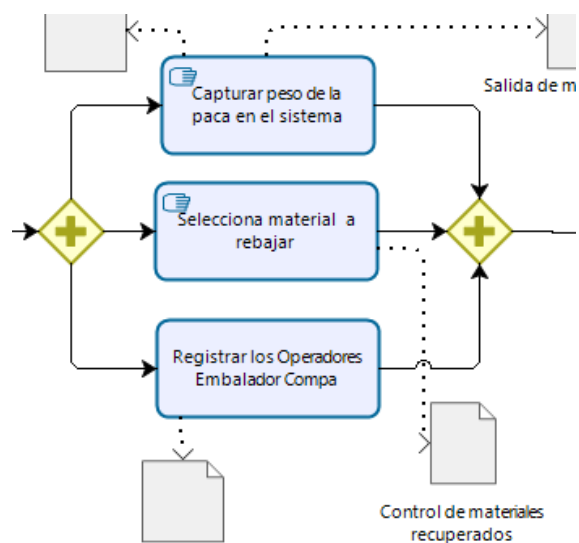 Capturar peso de la
paca en el sistema
Salida de m
Selecciona material a
rebajar
Registrar los Operadores
Embalador Compa
Control de materiales
recuperados